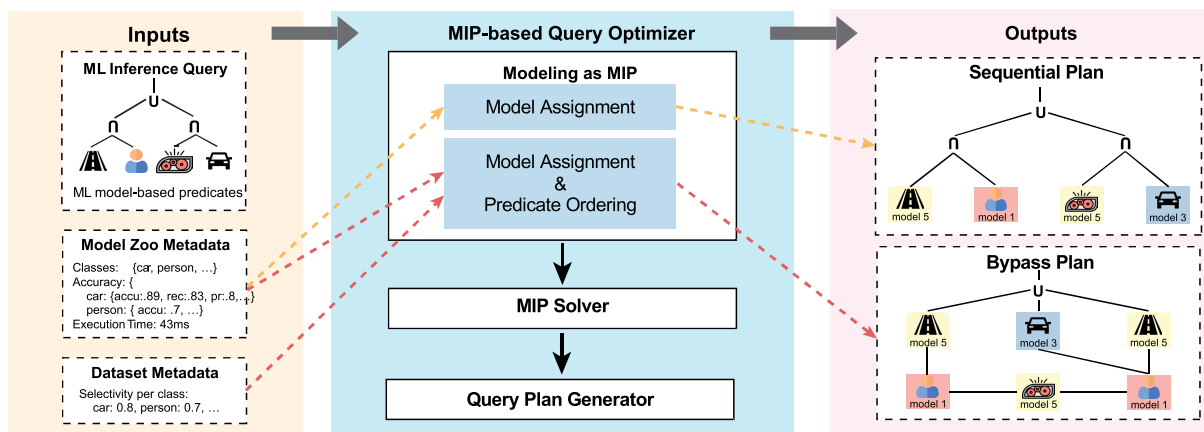 Inputs
ML Inference Query
∪
∩ ∩
ML model-based predicates
Model Zoo Metadata
Classes: {car, person, ...}
Accuracy: {
car: {accu:.89, rec:.83, pr:.8,...}
person: { accu: .7, ...}
Execution Time: 43ms
Dataset Metadata
Selectivity per class:
car: 0.8, person: 0.7, ...
MIP-based Query Optimizer
Modeling as MIP
Model Assignment
Model Assignment
&
Predicate Ordering
MIP Solver
Query Plan Generator
Outputs
Sequential Plan
∪
∩ ∩
model 5 model 1 model 5 model 3
Bypass Plan
∪
model 5 model 3 model 5
model 1 model 5 model 1